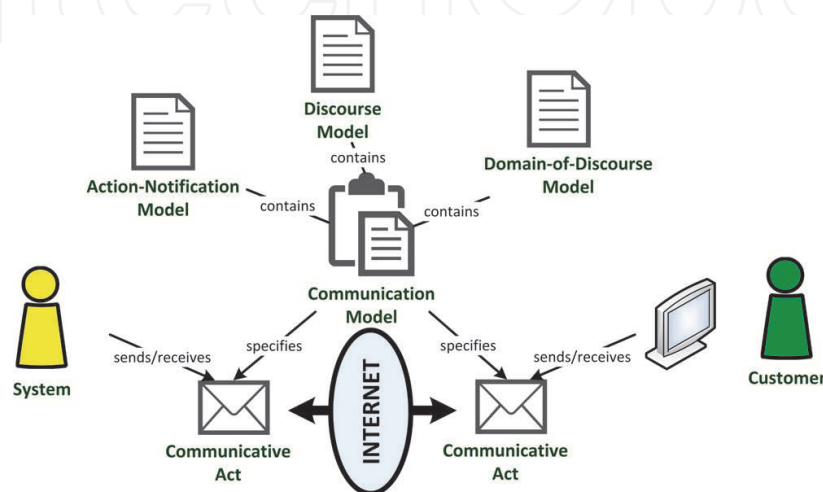 Discourse
Model
contains
Action-Notification
Model
Domain-of-Discourse
Model
contains
contains
Communication
Model
System
sends/receives
specifies
specifies
sends/receives
Customer
INTERNET
Communicative
Act
Communicative
Act